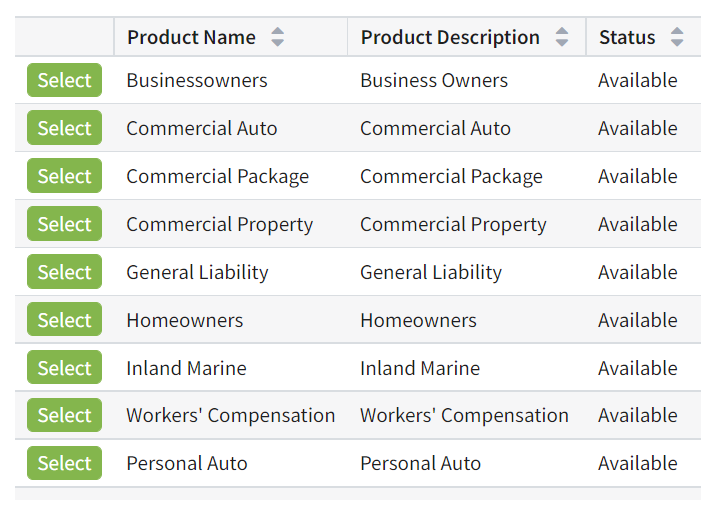 Product Name Product Description Status
Select Businessowners Business Owners Available
Select Commercial Auto Commercial Auto Available
Select Commercial Package Commercial Package Available
Select Commercial Property Commercial Property Available
Select General Liability General Liability Available
Select Homeowners Homeowners Available
Select Inland Marine Inland Marine Available
Select Workers' Compensation Workers' Compensation Available
Select Personal Auto Personal Auto Available